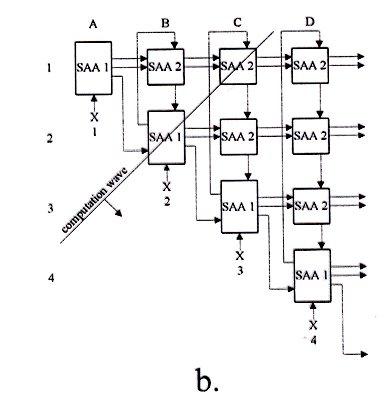 A B C D
1 SAA 1 SAA 2 SAA 2 SAA 2
X
1
2 SAA 1 SAA 2 SAA 2
X
2
computation wave
3 SAA 1 SAA 2
X
3
4 SAA 1
X
4
b.